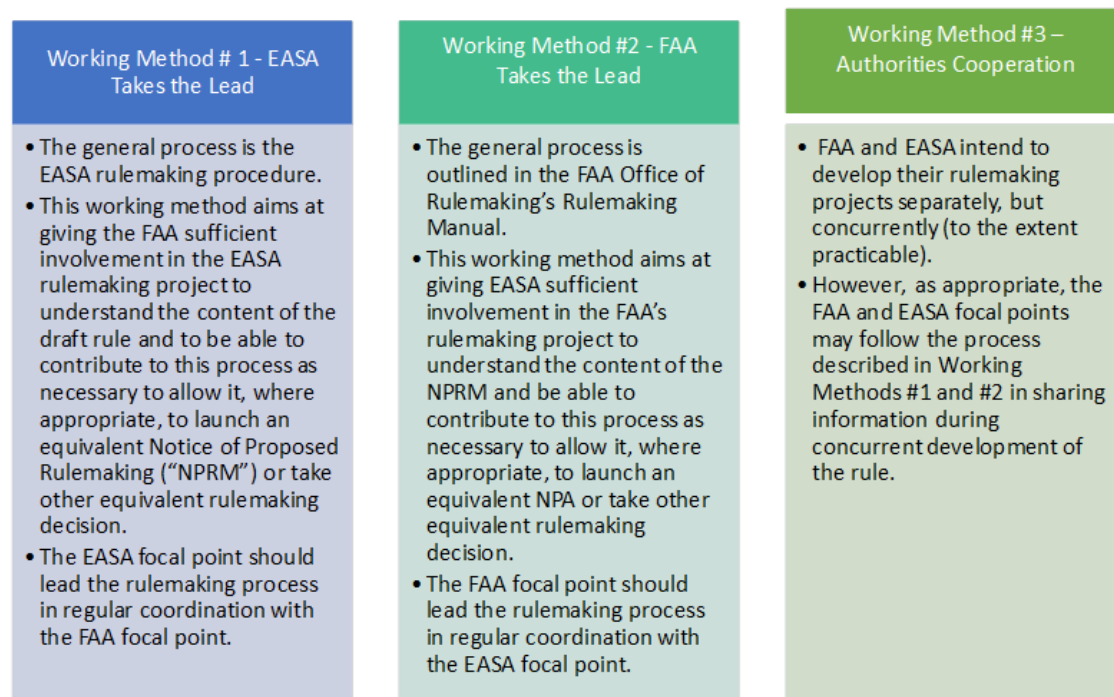 Working Method # 1 - EASA
Takes the Lead
• The general process is the
EASA rulemaking procedure.
• This working method aims at
giving the FAA sufficient
involvement in the EASA
rulemaking project to
understand the content of the
draft rule and to be able to
contribute to this process as
necessary to allow it, where
appropriate, to launch an
equivalent Notice of Proposed
Rulemaking (“NPRM”) or take
other equivalent rulemaking
decision.
• The EASA focal point should
lead the rulemaking process
in regular coordination with
the FAA focal point.
Working Method #2 - FAA
Takes the Lead
• The general process is
outlined in the FAA Office of
Rulemaking’s Rulemaking
Manual.
• This working method aims at
giving EASA sufficient
involvement in the FAA’s
rulemaking project to
understand the content of the
NPRM and be able to
contribute to this process as
necessary to allow it, where
appropriate, to launch an
equivalent NPA or take other
equivalent rulemaking
decision.
• The FAA focal point should
lead the rulemaking process
in regular coordination with
the EASA focal point.
Working Method #3 –
Authorities Cooperation
• FAA and EASA intend to
develop their rulemaking
projects separately, but
concurrently (to the extent
practicable).
• However, as appropriate, the
FAA and EASA focal points
may follow the process
described in Working
Methods #1 and #2 in sharing
information during
concurrent development of
the rule.